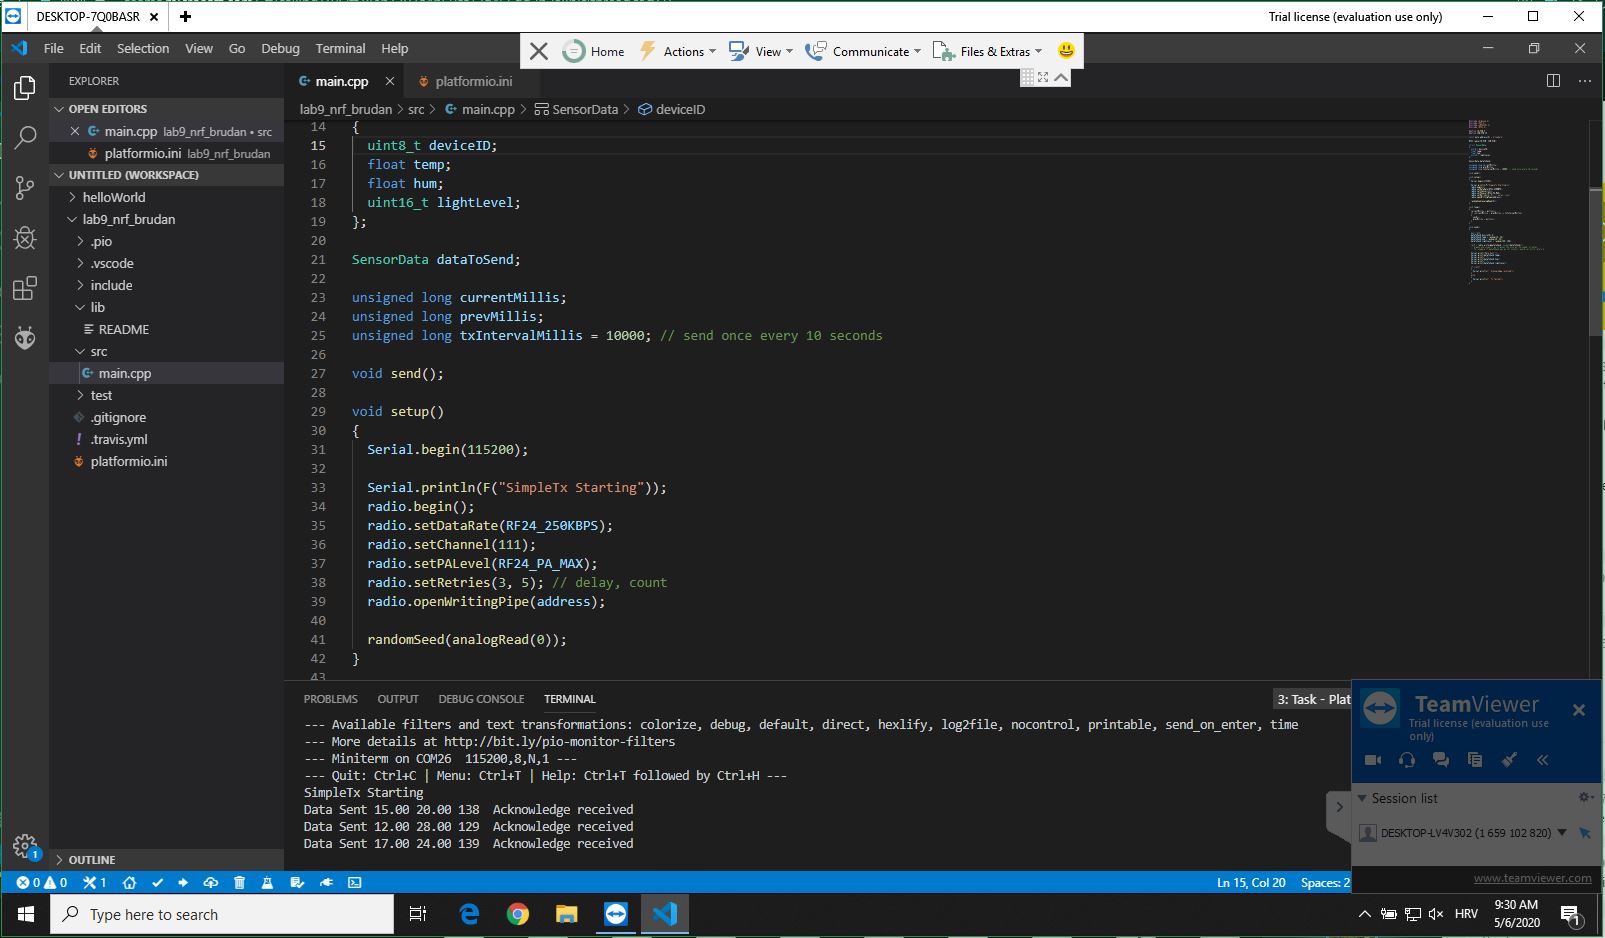 DESKTOP-7Q0BASR
Trial license (evaluation use only)
File Edit Selection View Go Debug Terminal Help
Home Actions View Communicate Files & Extras
EXPLORER
OPEN EDITORS
main.cpp lab9_nrf_brudan • src
platformio.ini lab9_nrf_brudan
UNTITLED (WORKSPACE)
helloWorld
lab9_nrf_brudan
.pio
.vscode
include
lib
README
src
main.cpp
test
.gitignore
.travis.yml
platformio.ini
OUTLINE
main.cpp platformio.ini
lab9_nrf_brudan > src > main.cpp > SensorData > deviceID
14 {
15 uint8_t deviceID;
16 float temp;
17 float hum;
18 uint16_t lightLevel;
19 };
20
21 SensorData dataToSend;
22
23 unsigned long currentMillis;
24 unsigned long prevMillis;
25 unsigned long txIntervalMillis = 10000; // send once every 10 seconds
26
27 void send();
28
29 void setup()
30 {
31 Serial.begin(115200);
32
33 Serial.println(F("SimpleTx Starting"));
34 radio.begin();
35 radio.setDataRate(RF24_250KBPS);
36 radio.setChannel(111);
37 radio.setPALevel(RF24_PA_MAX);
38 radio.setRetries(3, 5); // delay, count
39 radio.openWritingPipe(address);
40
41 randomSeed(analogRead(0));
42 }
43
PROBLEMS OUTPUT DEBUG CONSOLE TERMINAL
3: Task - Plat
--- Available filters and text transformations: colorize, debug, default, direct, hexlify, log2file, nocontrol, printable, send_on_enter, time
--- More details at http://bit.ly/pio-monitor-filters
--- Miniterm on COM26  115200,8,N,1 ---
--- Quit: Ctrl+C | Menu: Ctrl+T | Help: Ctrl+T followed by Ctrl+H ---
SimpleTx Starting
Data Sent 15.00 20.00 138  Acknowledge received
Data Sent 12.00 28.00 129  Acknowledge received
Data Sent 17.00 24.00 139  Acknowledge received
TeamViewer
Trial license (evaluation use
only)
Session list
DESKTOP-LV4V302 (1 659 102 820)
www.teamviewer.com
1
0 0 1
Ln 15, Col 20 Spaces: 2
Type here to search
HRV
9:30 AM
5/6/2020
1